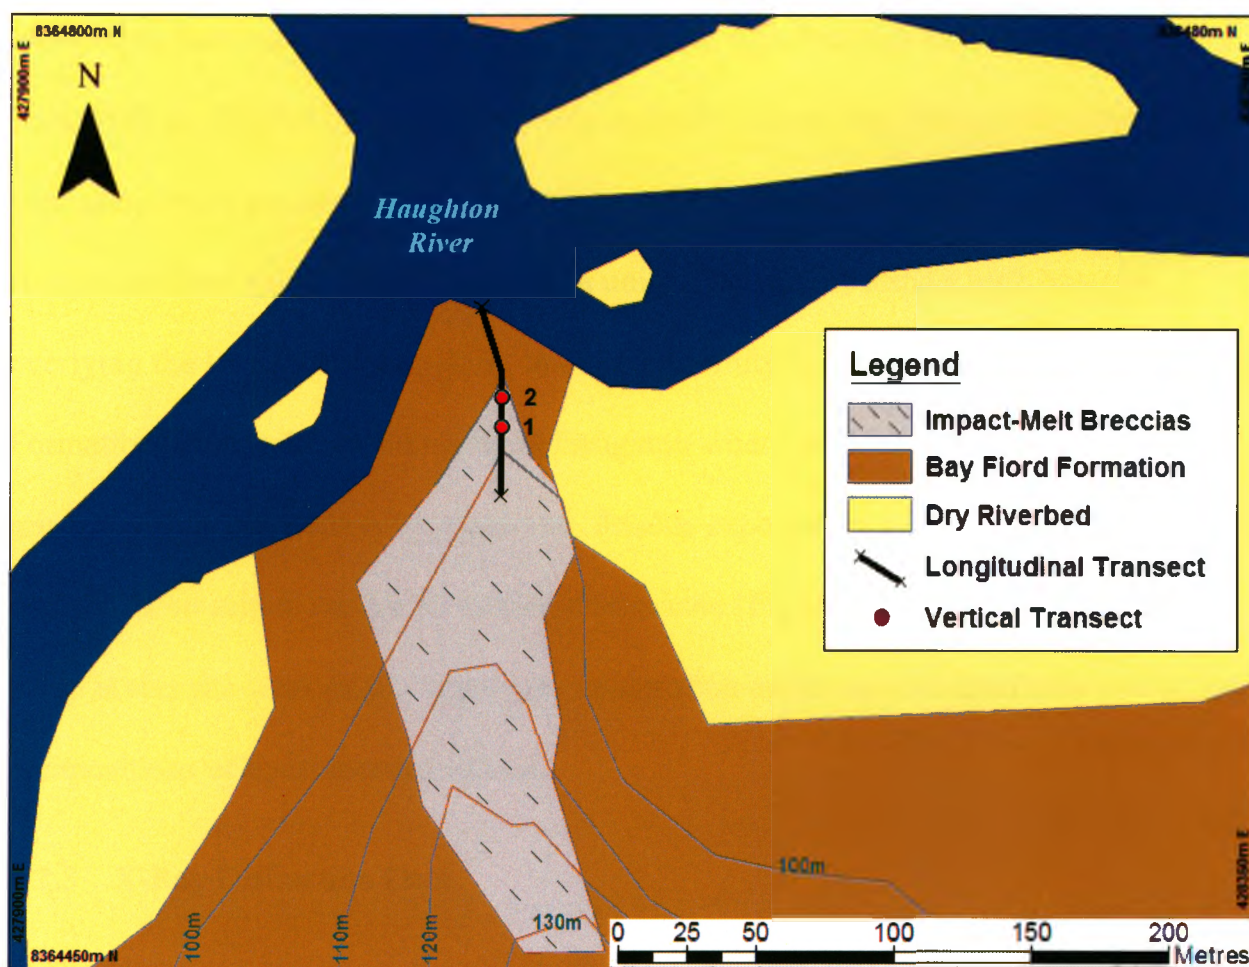 8364800m N
836480m N
427900m E
N
Haughton
River
2
1
Legend
Impact-Melt Breccias
Bay Fiord Formation
Dry Riverbed
Longitudinal Transect
Vertical Transect
100m
100m
110m
120m
130m
427900m E
428350m E
8364450m N
0 25 50 100 150 200
Metres